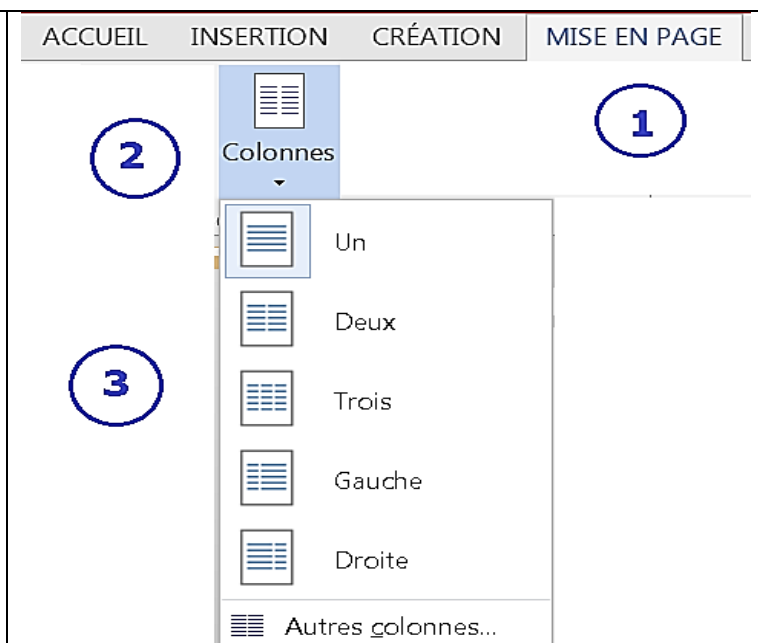 ACCUEIL INSERTION CRÉATION MISE EN PAGE
1
2
Colonnes
Un
Deux
3
Trois
Gauche
Droite
Autres colonnes...